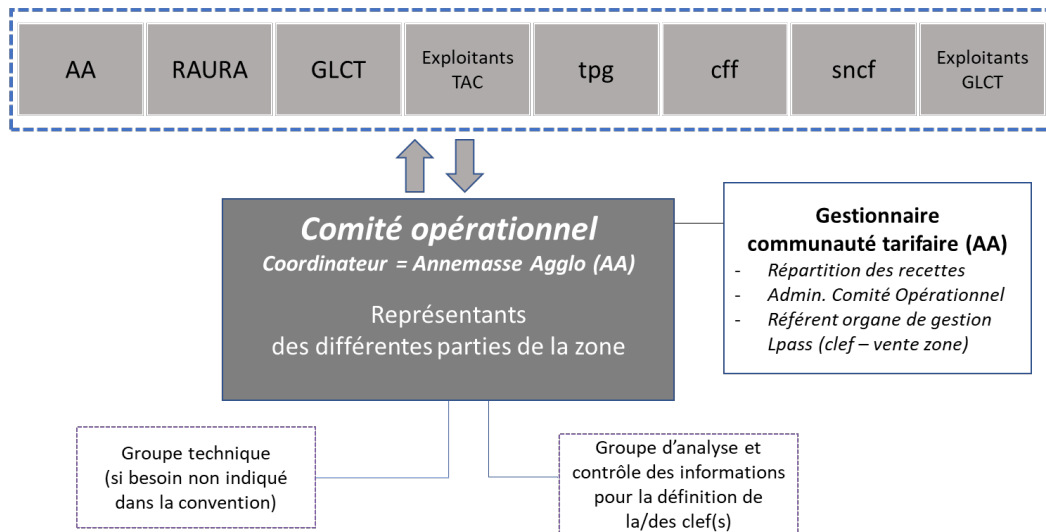 AA
RAURA
GLCT
Exploitants
TAC
tpg
cff
sncf
Exploitants
GLCT
Comité opérationnel
Coordinateur = Annemasse Agglo (AA)
Représentants
des différentes parties de la zone
Gestionnaire
communauté tarifaire (AA)
- Répartition des recettes
- Admin. Comité Opérationnel
- Référent organe de gestion
Lpass (clef – vente zone)
Groupe technique
(si besoin non indiqué
dans la convention)
Groupe d'analyse et
contrôle des informations
pour la définition de
la/des clef(s)